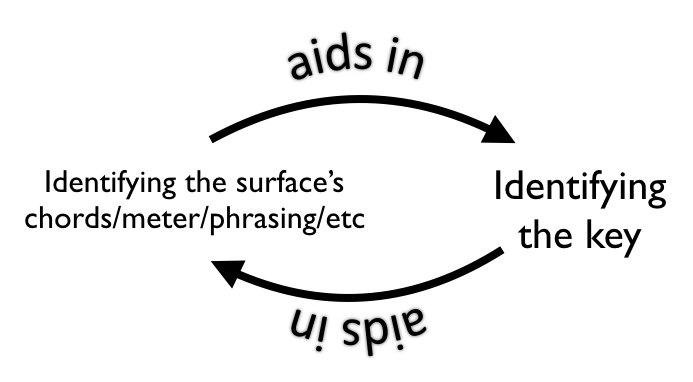 aids in
Identifying the surface's
chords/meter/phrasing/etc
Identifying
the key
aids in